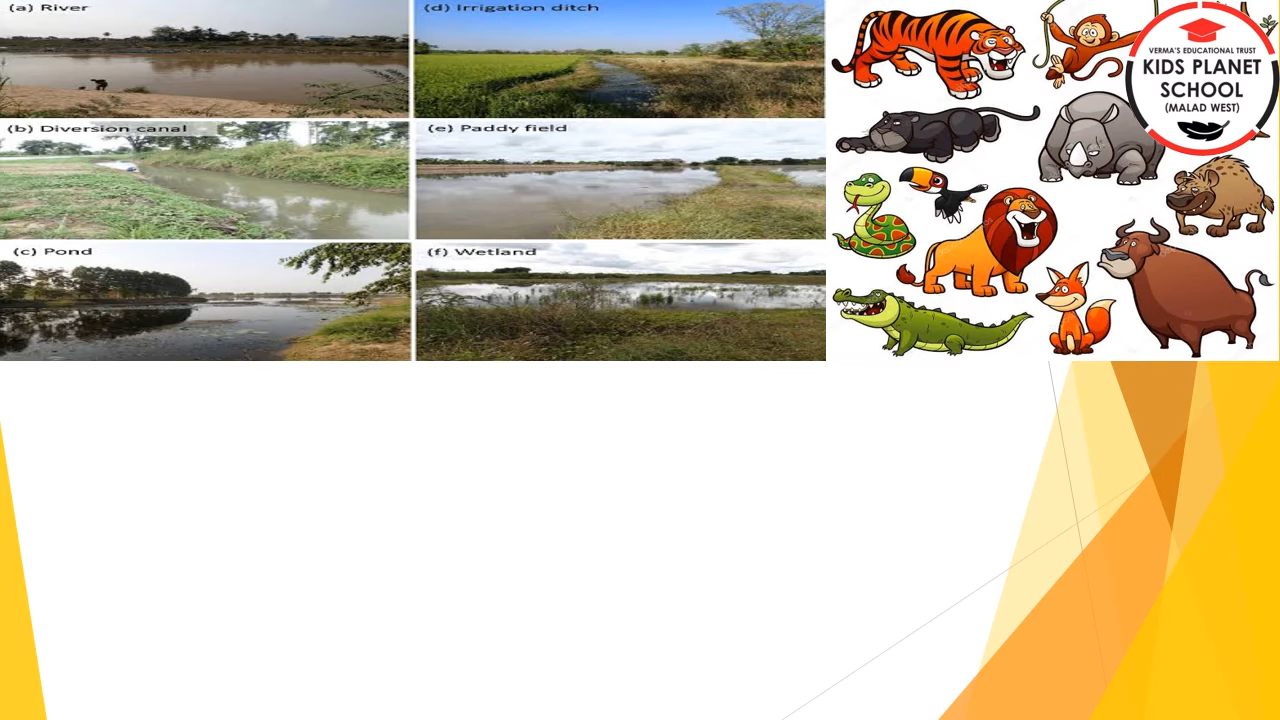 (a) River
(d) Irrigation ditch
(b) Diversion canal
(e) Paddy field
(c) Pond
(f) Wetland
VERMA'S EDUCATIONAL TRUST
KIDS PLANET
SCHOOL
(MALAD WEST)